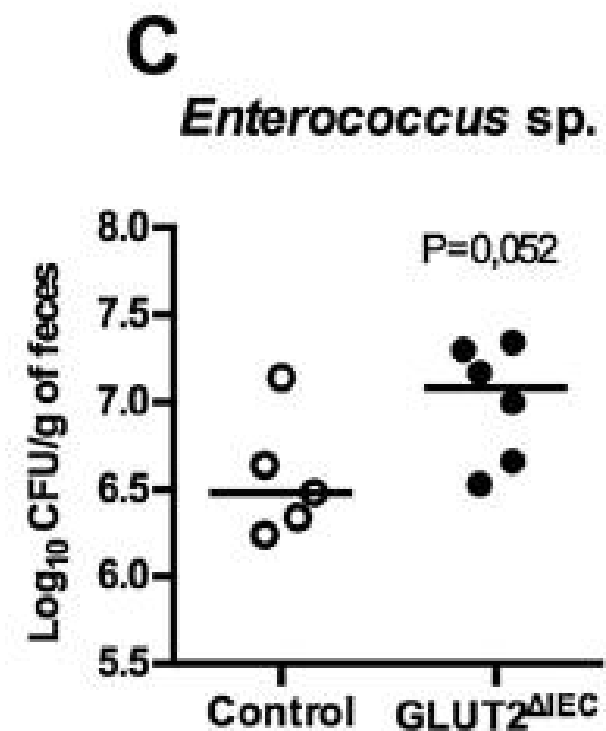 C
Enterococcus sp.
P=0,052
Log₁₀ CFU/g of feces
8.0
7.5
7.0
6.5
6.0
5.5
Control GLUT2ᐃIEC